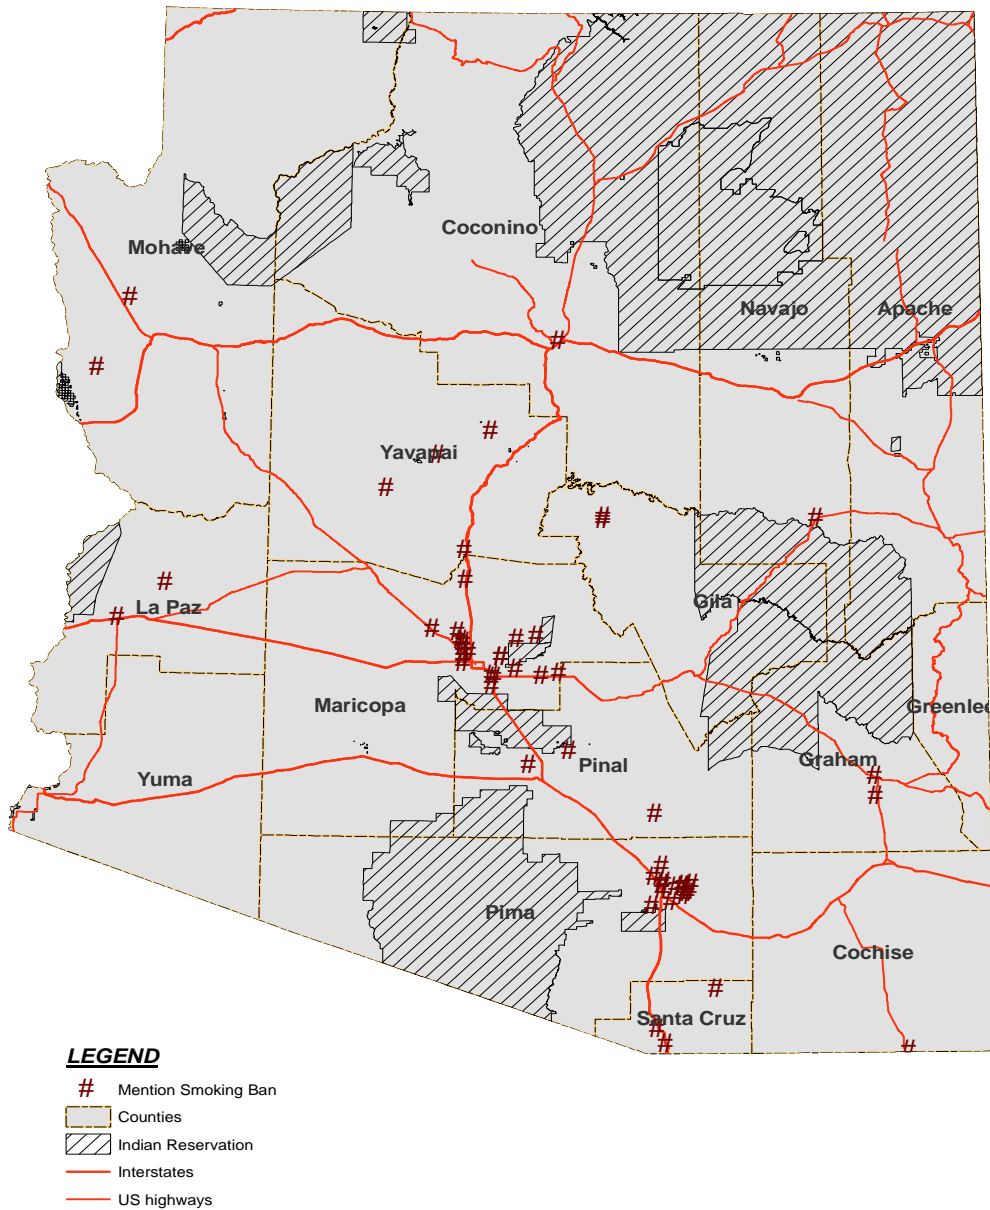 Coconino
Mohave
Navajo
Apache
Yavapai
Gila
La Paz
Maricopa
Greenlee
Graham
Pinal
Yuma
Pima
Cochise
Santa Cruz
LEGEND
# Mention Smoking Ban
Counties
Indian Reservation
Interstates
US highways